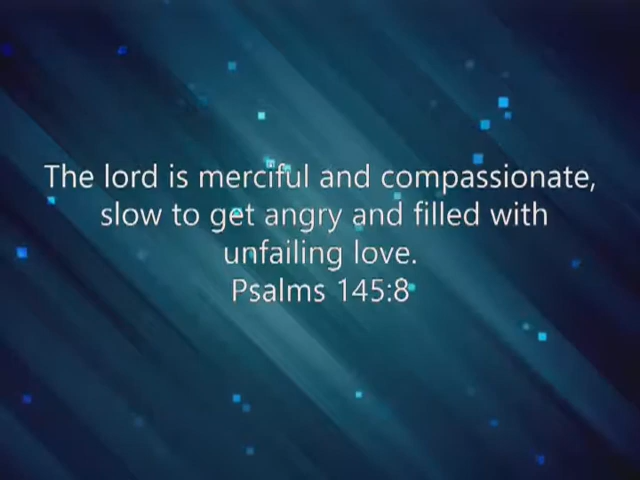 The lord is merciful and compassionate,
slow to get angry and filled with
unfailing love.
Psalms 145:8